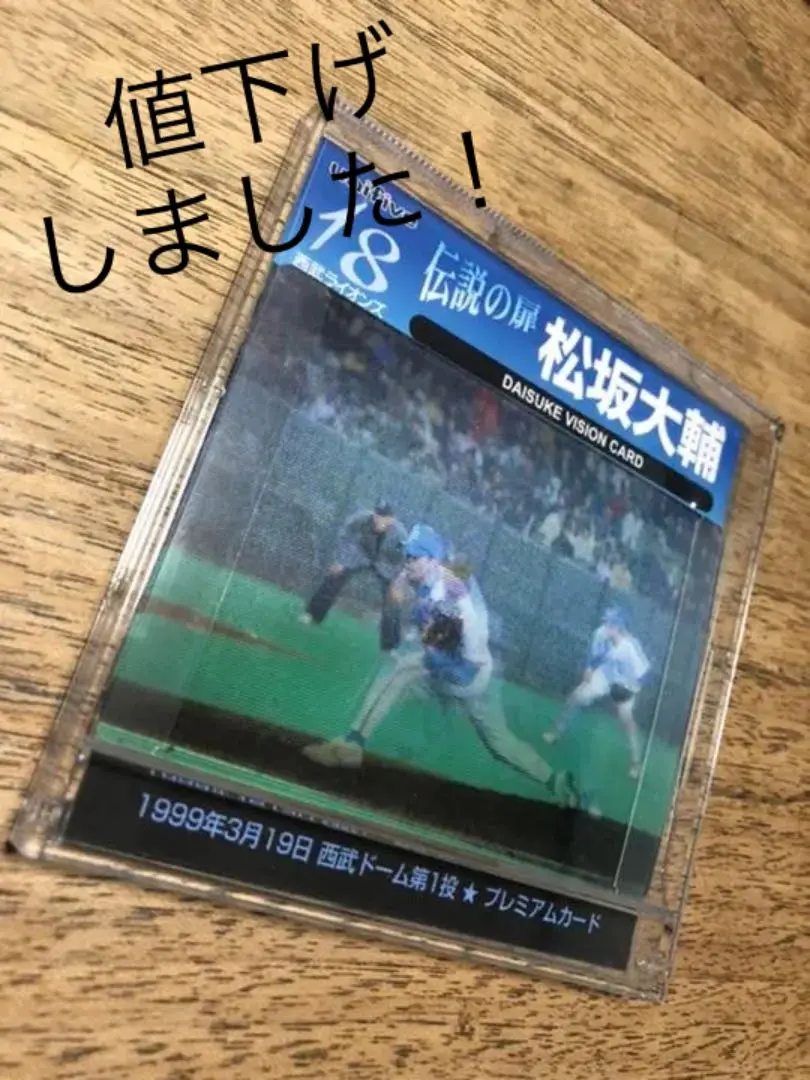 値下げ
しました！
unifive
18
西武ライオンズ
伝説の扉
松坂大輔
DAISUKE VISION CARD
1999年3月19日 西武ドーム第1投 ★ プレミアムカード